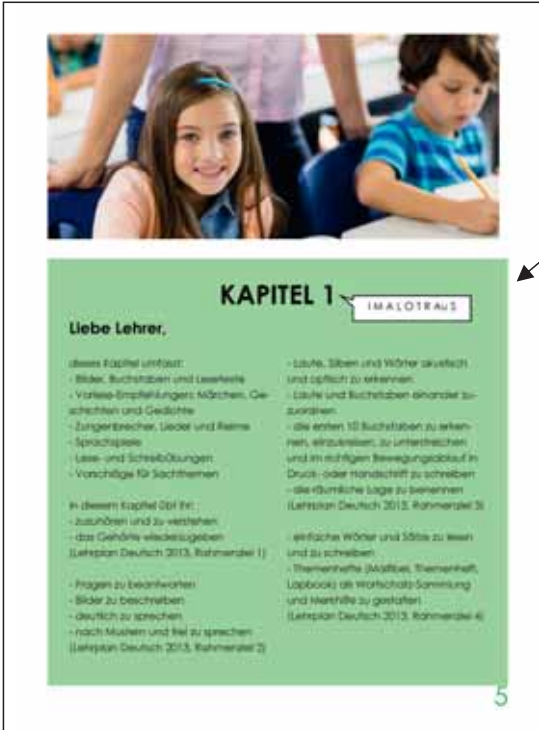 KAPITEL 1
I M A L O T R Au S
Liebe Lehrer,
dieses Kapitel umfasst:
- Bilder, Buchstaben und Lesetexte
- Vorlese-Empfehlungen: Märchen, Ge-
schichten und Gedichte
- Zungenbrecher, Lieder und Reime
- Sprachspiele
- Lese- und Schreibübungen
- Vorschläge für Sachthemen
In diesem Kapitel übt ihr:
- zuzuhören und zu verstehen
- das Gehörte wiederzugeben
(Lehrplan Deutsch 2013, Rahmenziel 1)
- Fragen zu beantworten
- Bilder zu beschreiben
- deutlich zu sprechen
- nach Mustern und frei zu sprechen
(Lehrplan Deutsch 2013, Rahmenziel 2)
- Laute, Silben und Wörter akustisch
und optisch zu erkennen
- Laute und Buchstaben einander zu-
zuordnen
- die ersten 10 Buchstaben zu erken-
nen, einzukreisen, zu unterstreichen
und im richtigen Bewegungsablauf in
Druck- oder Handschrift zu schreiben
- die räumliche Lage zu benennen
(Lehrplan Deutsch 2013, Rahmenziel 3)
- einfache Wörter und Sätze zu lesen
und zu schreiben
- Themenhefte (Malfibel, Themenheft,
Lapbook) als Wortschatz-Sammlung
und Merkhilfe zu gestalten
(Lehrplan Deutsch 2013, Rahmenziel 4)
5